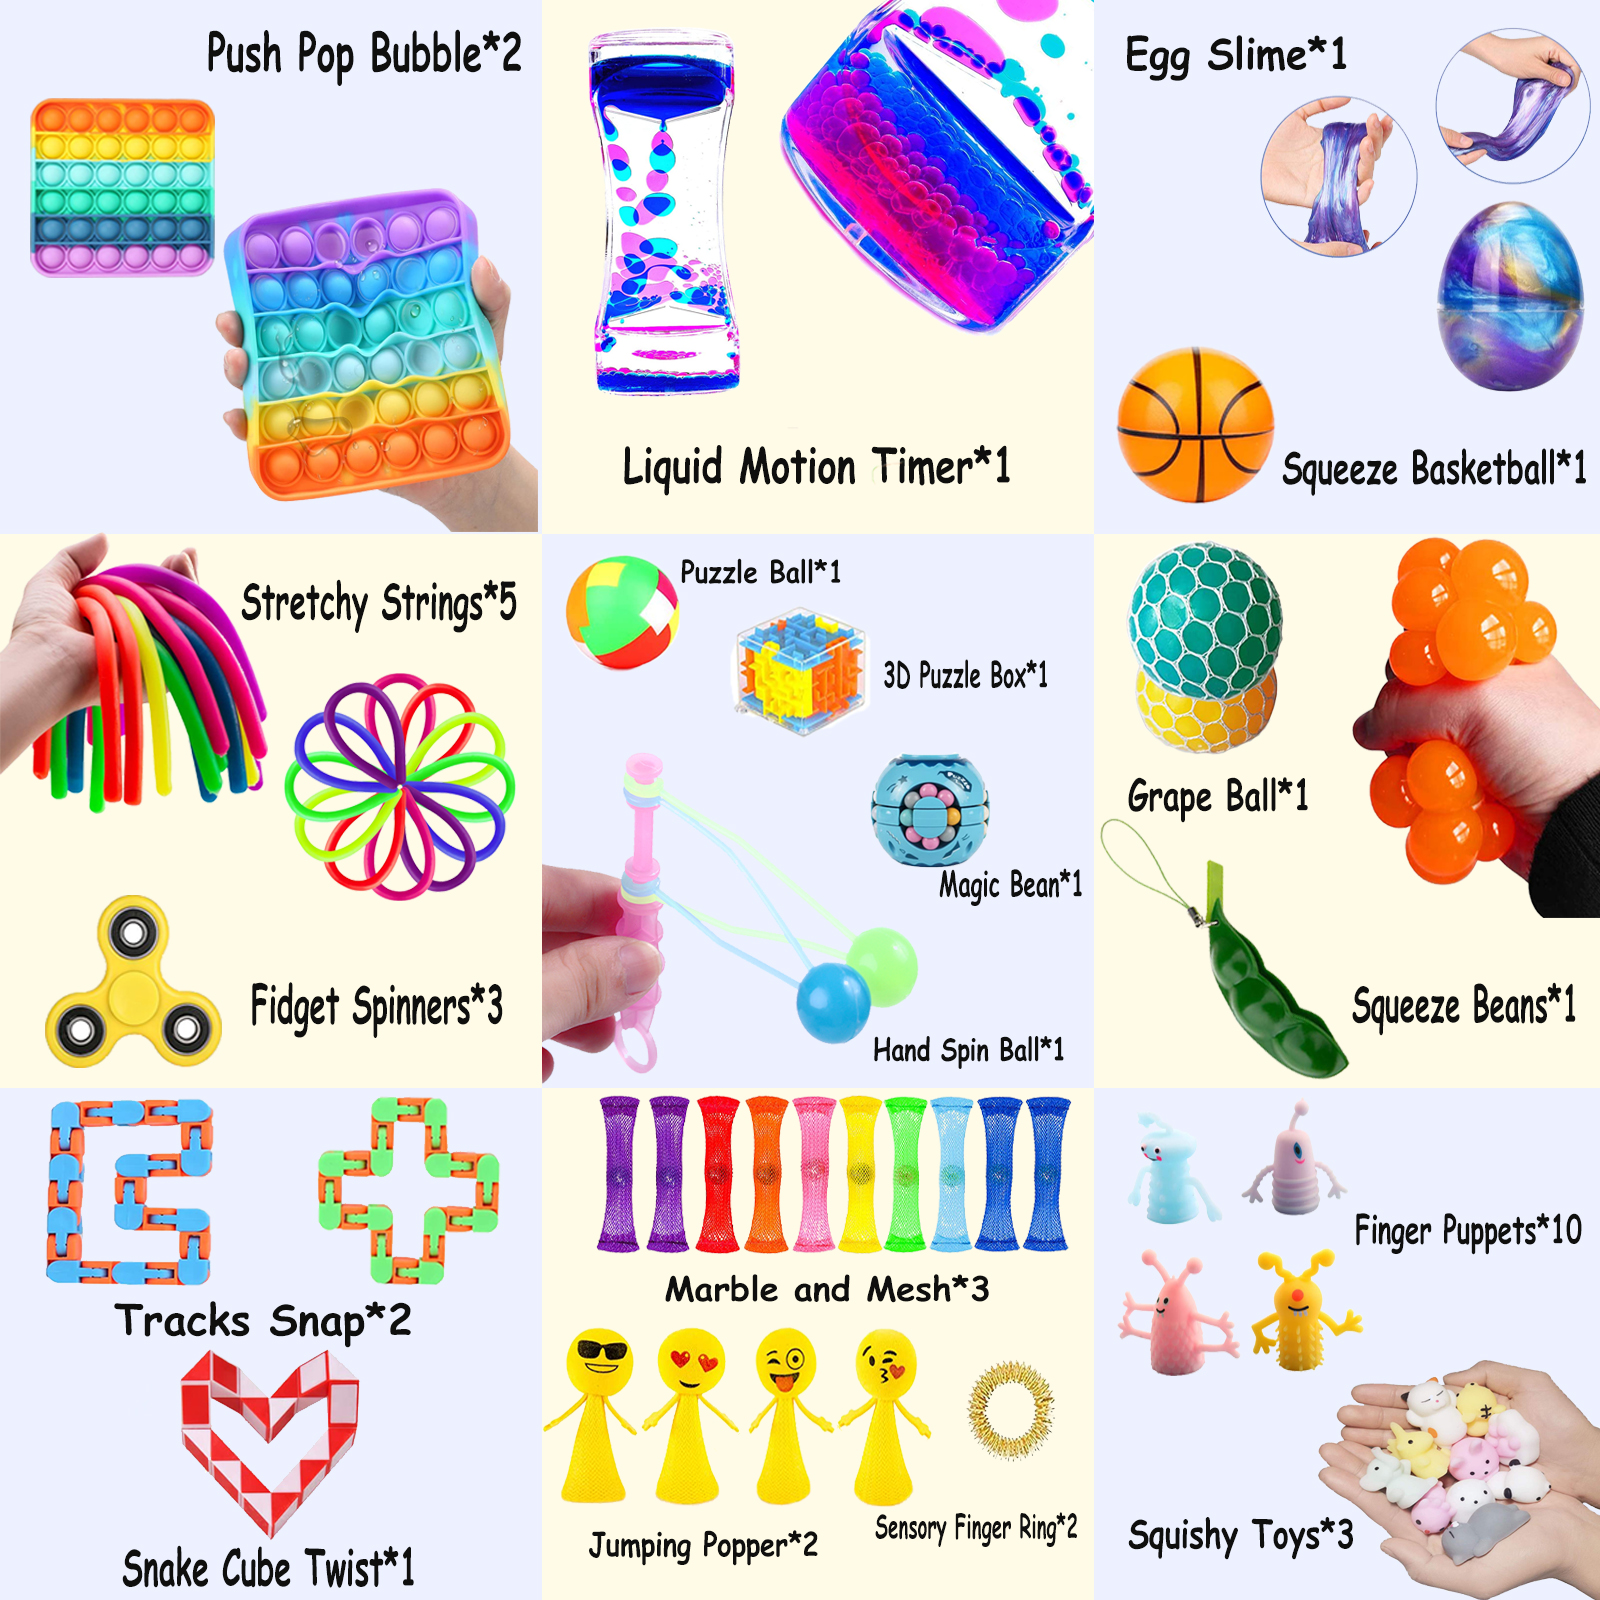 Push Pop Bubble*2
Liquid Motion Timer*1
Egg Slime*1
Squeeze Basketball*1
Stretchy Strings*5
Fidget Spinners*3
Puzzle Ball*1
3D Puzzle Box*1
Magic Bean*1
Hand Spin Ball*1
Grape Ball*1
Squeeze Beans*1
Tracks Snap*2
Snake Cube Twist*1
Marble and Mesh*3
Jumping Popper*2
Sensory Finger Ring*2
Finger Puppets*10
Squishy Toys*3